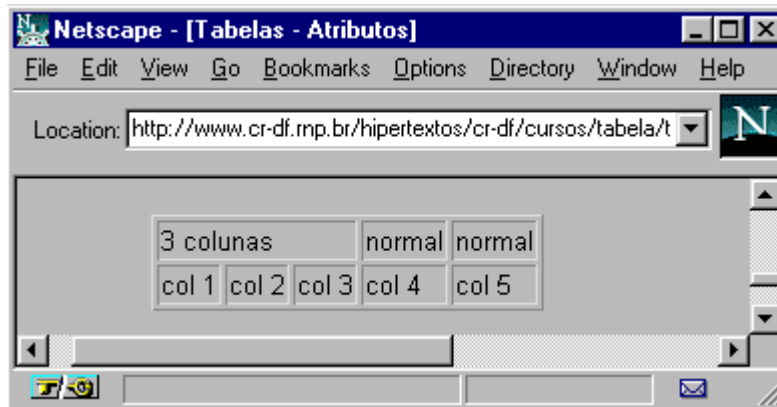 Netscape - [Tabelas - Atributos]
File Edit View Go Bookmarks Options Directory Window Help
Location: http://www.cr-df.rnp.br/hipertextos/cr-df/cursos/tabela/t
N
3 colunas normal normal
col 1 col 2 col 3 col 4 col 5